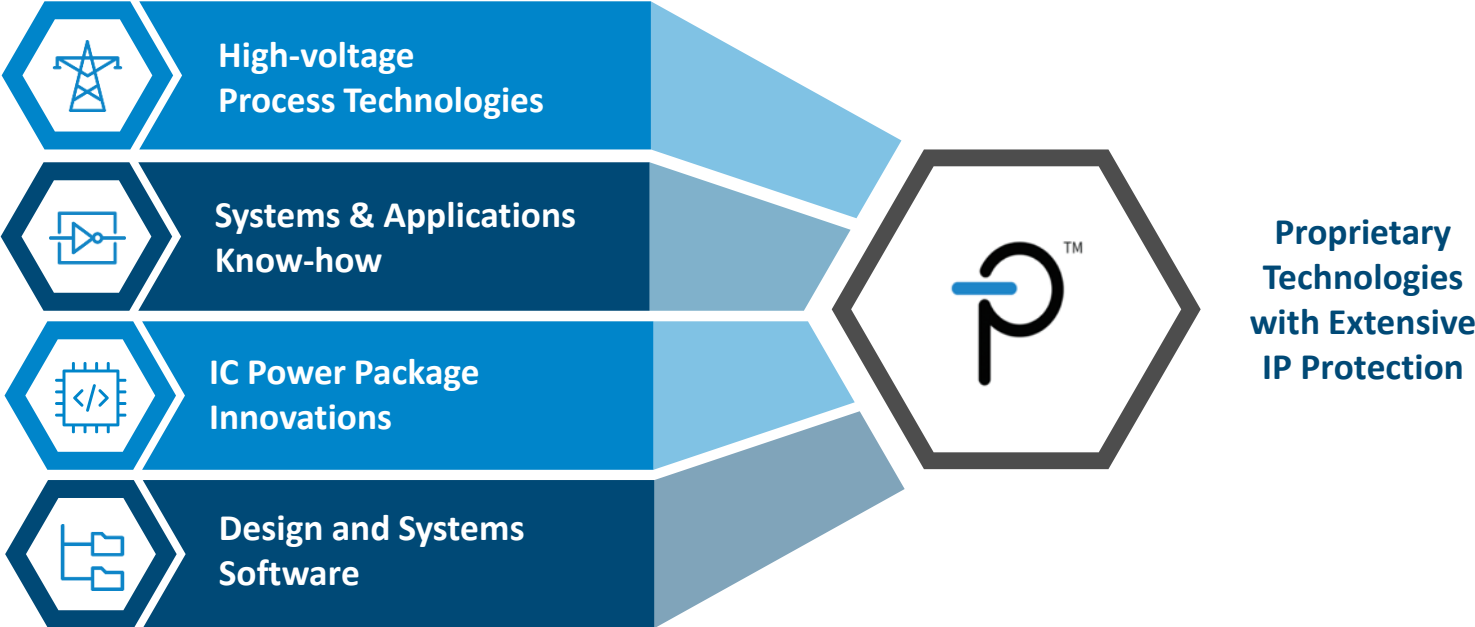 High-voltage
Process Technologies
Systems & Applications
Know-how
IC Power Package
Innovations
Design and Systems
Software
</>
TM
Proprietary
Technologies
with Extensive
IP Protection